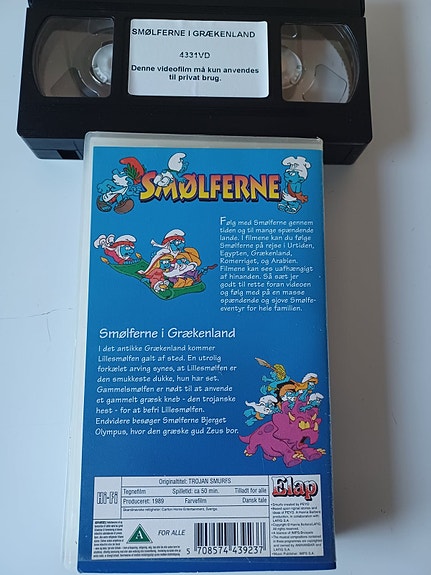 SMØLFERNE I GRÆKENLAND
4331VD
Denne videofilm må kun anvendes
til privat brug.
SMØLFERNE
Følg med Smølferne gennem
tiden og til mange spændende
lande. I filmene kan du følge
Smølferne på rejse i Urtiden,
Egypten, Grækenland,
Romerriget, og Arabien.
Filmene kan ses uafhængigt
af hinanden. Så sæt jer
godt til rette foran videoen
og følg med på en masse
spændende og sjove Smølfe-
eventyr for hele familien.
Smølferne i Grækenland
I det antikke Grækenland kommer
Lillesmølfen galt af sted. En utrolig
forkælet arving synes, at Lillesmølfen er
den smukkeste dukke, hun har set.
Gammelsmølfen er nødt til at anvende
et gammelt græsk kneb - den trojanske
hest - for at befri Lillesmølfen.
Endvidere besøger Smølferne Bjerget
Olympus, hvor den græske gud Zeus bor.
Originaltitel: TROJAN SMURFS
Hi-Fi
Tegnefilm Spilletid: ca 50 min. Tilladt for alle
Produceret: 1989 Farvefilm Dansk tale
Elap
A
FOR ALLE
5 708574 439237